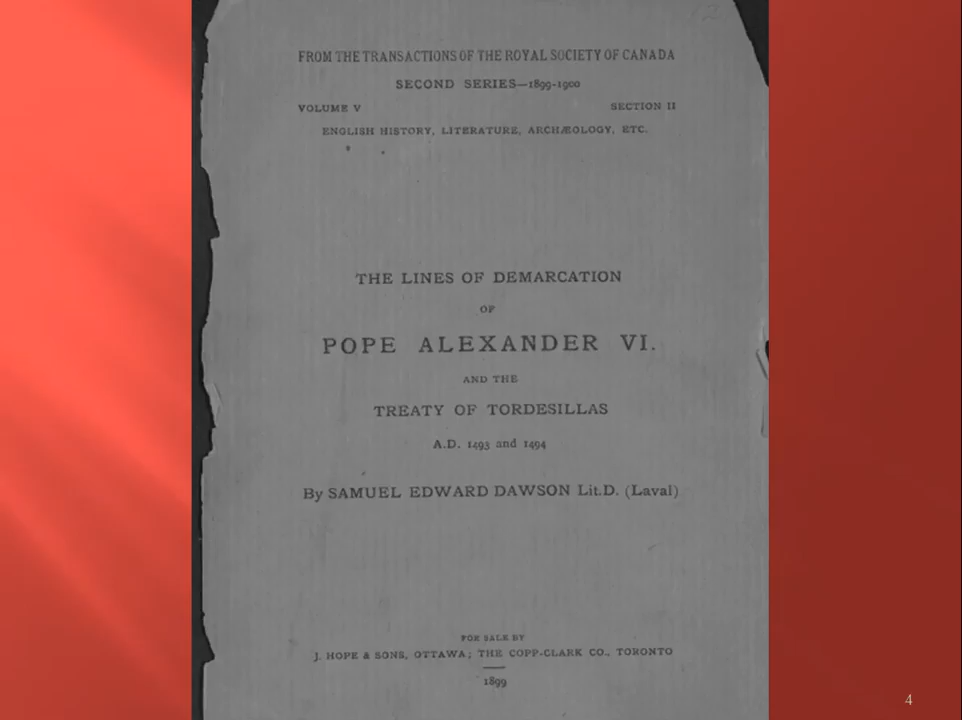 12
FROM THE TRANSACTIONS OF THE ROYAL SOCIETY OF CANADA
SECOND SERIES—1899-1900
VOLUME V SECTION II
ENGLISH HISTORY, LITERATURE, ARCHÆOLOGY, ETC.
THE LINES OF DEMARCATION
OF
POPE ALEXANDER VI.
AND THE
TREATY OF TORDESILLAS
A.D. 1493 and 1494
By SAMUEL EDWARD DAWSON Lit.D. (Laval)
FOR SALE BY
J. HOPE & SONS, OTTAWA; THE COPP-CLARK CO., TORONTO
1899
4